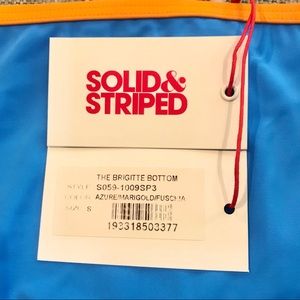 SOLID&
STRIPED
THE BRIGITTE BOTTOM
STYLE: S059-1009SP3
COLOR: AZURE/MARIGOLD/FUSCHIA
SIZE: S
193318503377